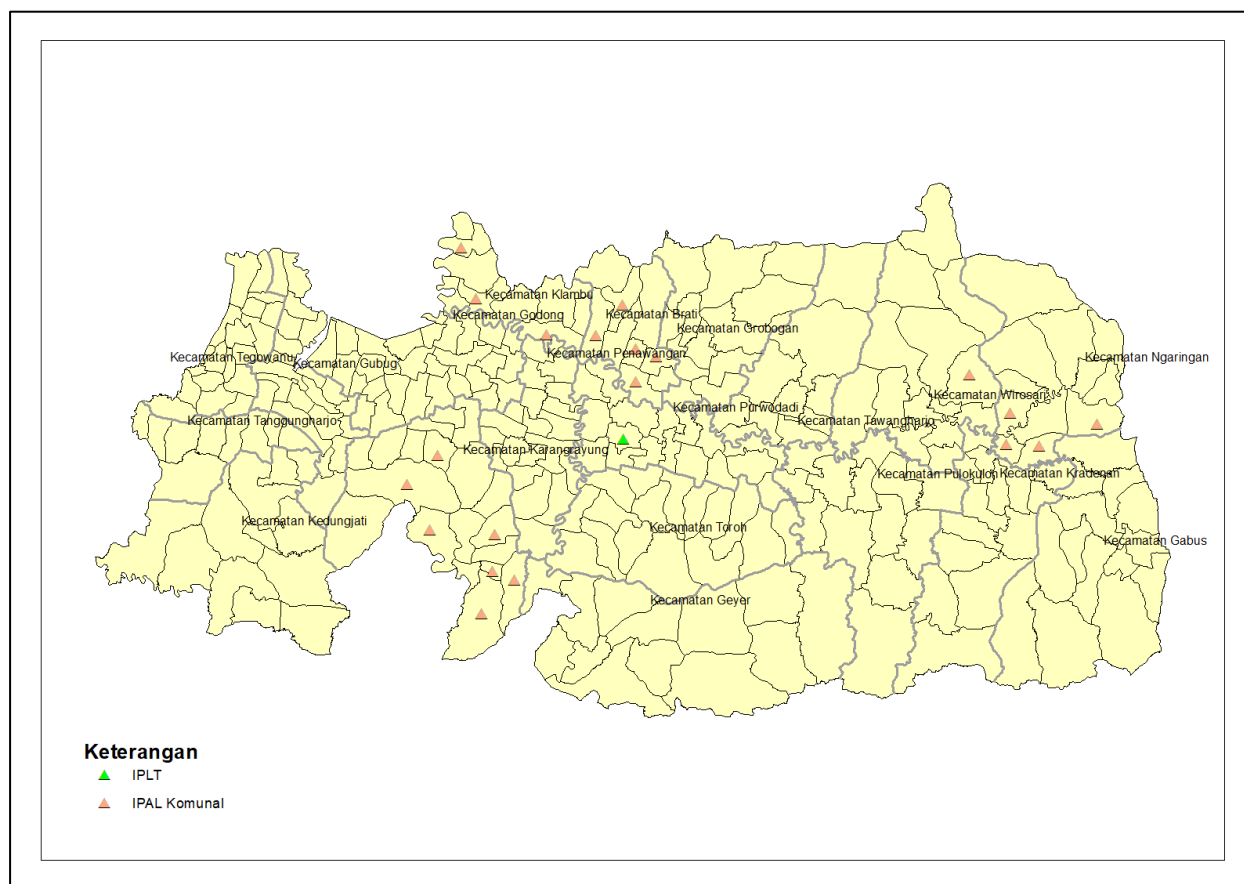 Kecamatan Klambu
Kecamatan Godong
Kecamatan Brati
Kecamatan Grobogan
Kecamatan Tegowanu
Kecamatan Gubug
Kecamatan Penawangan
Kecamatan Ngaringan
Kecamatan Wirosari
Kecamatan Purwodadi
Kecamatan Tanggungharjo
Kecamatan Tawangharjo
Kecamatan Karangrayung
Kecamatan Pulokulon
Kecamatan Kradenan
Kecamatan Kedungjati
Kecamatan Toroh
Kecamatan Gabus
Kecamatan Geyer
Keterangan
IPLT
IPAL Komunal